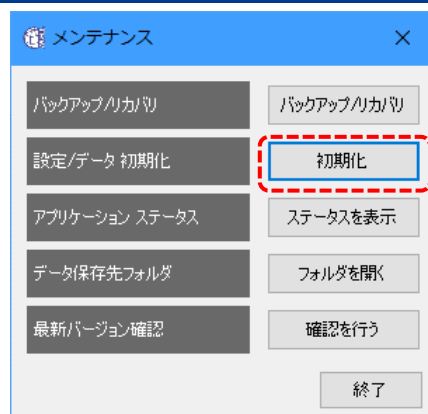 メンテナンス
バックアップ/リカバリ バックアップ/リカバリ
設定/データ 初期化 初期化
アプリケーション ステータス ステータスを表示
データ保存先フォルダ フォルダを開く
最新バージョン確認 確認を行う
終了